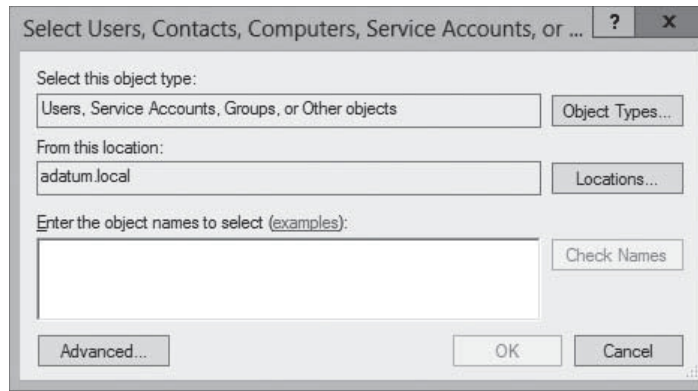 Select Users, Contacts, Computers, Service Accounts, or ...
? x
Select this object type:
Users, Service Accounts, Groups, or Other objects
Object Types...
From this location:
adatum.local
Locations...
Enter the object names to select (examples):
Check Names
Advanced...
OK
Cancel